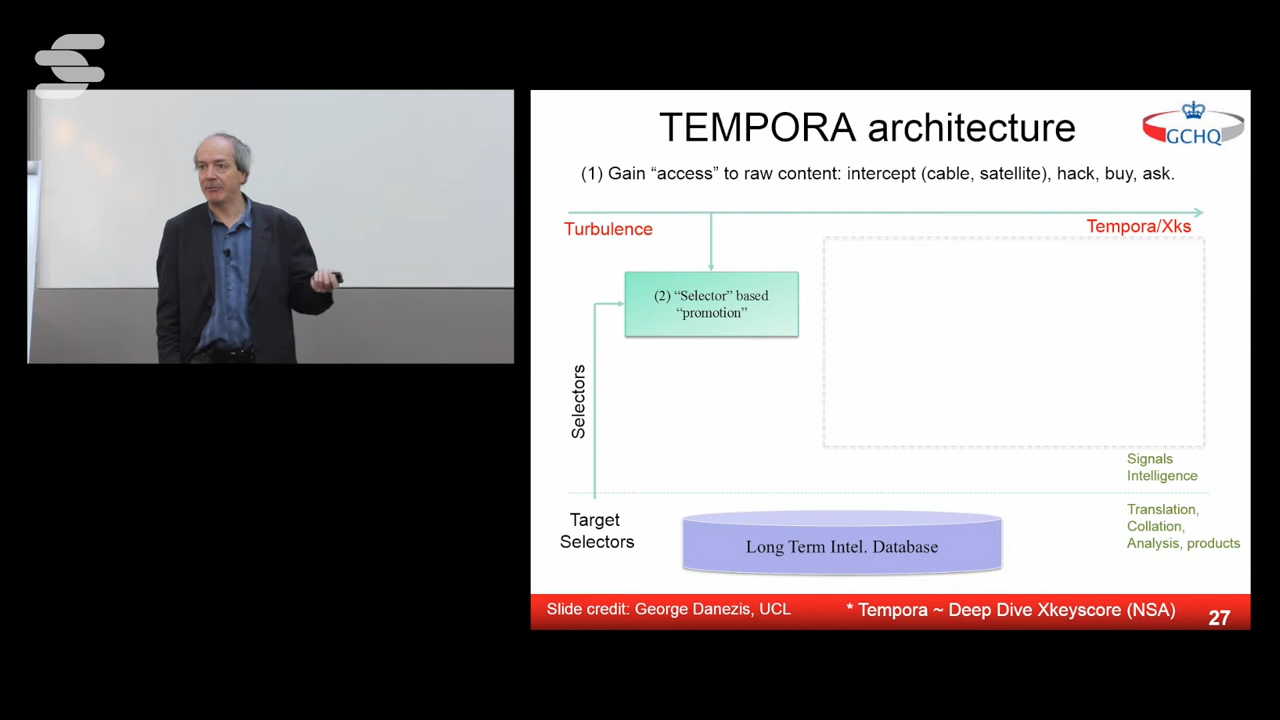 TEMPORA architecture
GCHQ
(1) Gain “access” to raw content: intercept (cable, satellite), hack, buy, ask.
Turbulence
Tempora/Xks
(2) “Selector” based
“promotion”
Selectors
Signals
Intelligence
Target
Selectors
Long Term Intel. Database
Translation,
Collation,
Analysis, products
Slide credit: George Danezis, UCL
* Tempora ~ Deep Dive Xkeyscore (NSA)
27